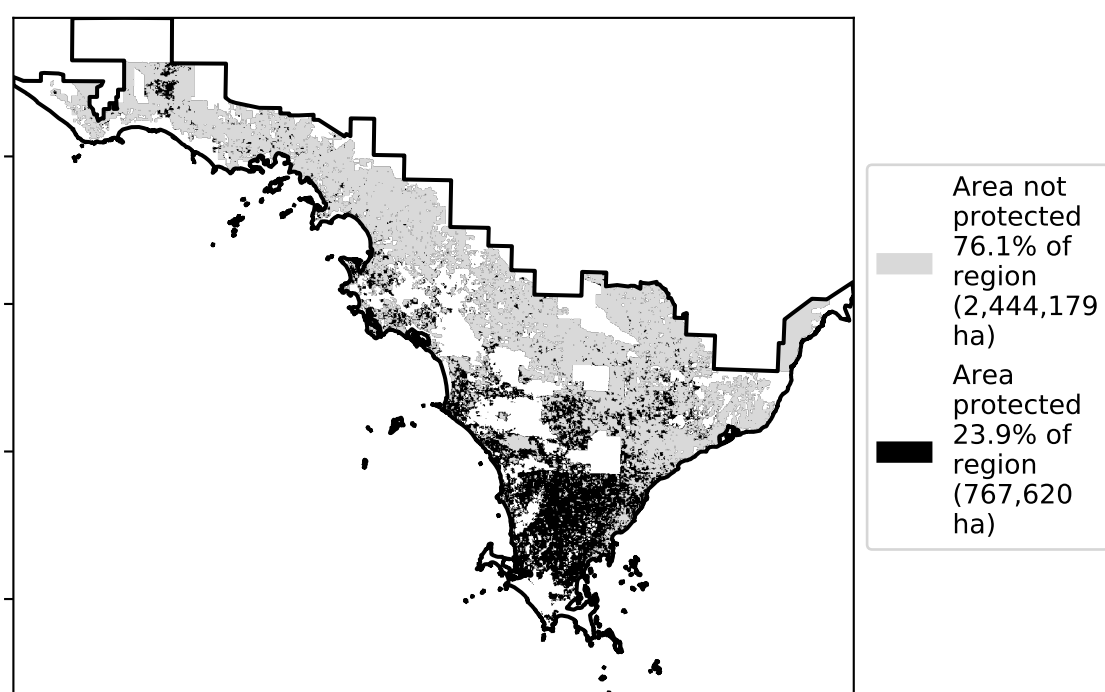 Area not
protected
76.1% of
region
(2,444,179
ha)
Area
protected
23.9% of
region
(767,620
ha)